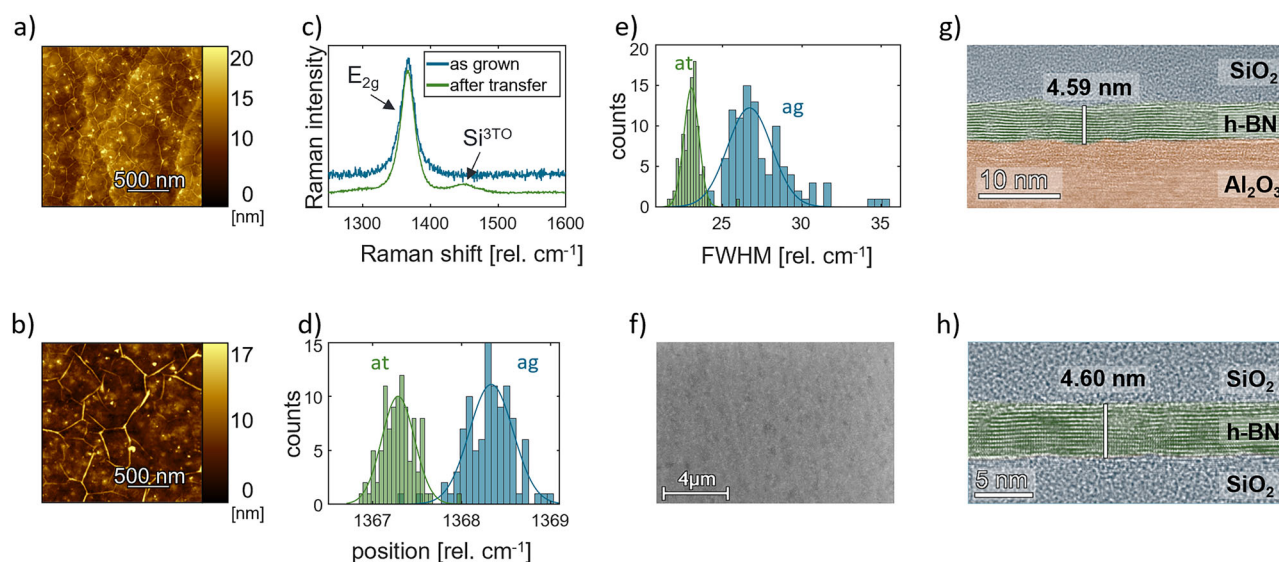 a)
20
15
10
0
[nm]
500 nm
b)
17
10
0
[nm]
500 nm
c)
Raman intensity
E2g
as grown
after transfer
Si3TO
1300
1400
1500
1600
Raman shift [rel. cm-1]
d)
counts
15
10
5
0
at
ag
1367
1368
1369
position [rel. cm-1]
e)
counts
20
15
10
5
0
at
ag
25
30
35
FWHM [rel. cm-1]
f)
4μm
g)
SiO2
4.59 nm
h-BN
Al2O3
10 nm
h)
SiO2
4.60 nm
h-BN
SiO2
5 nm